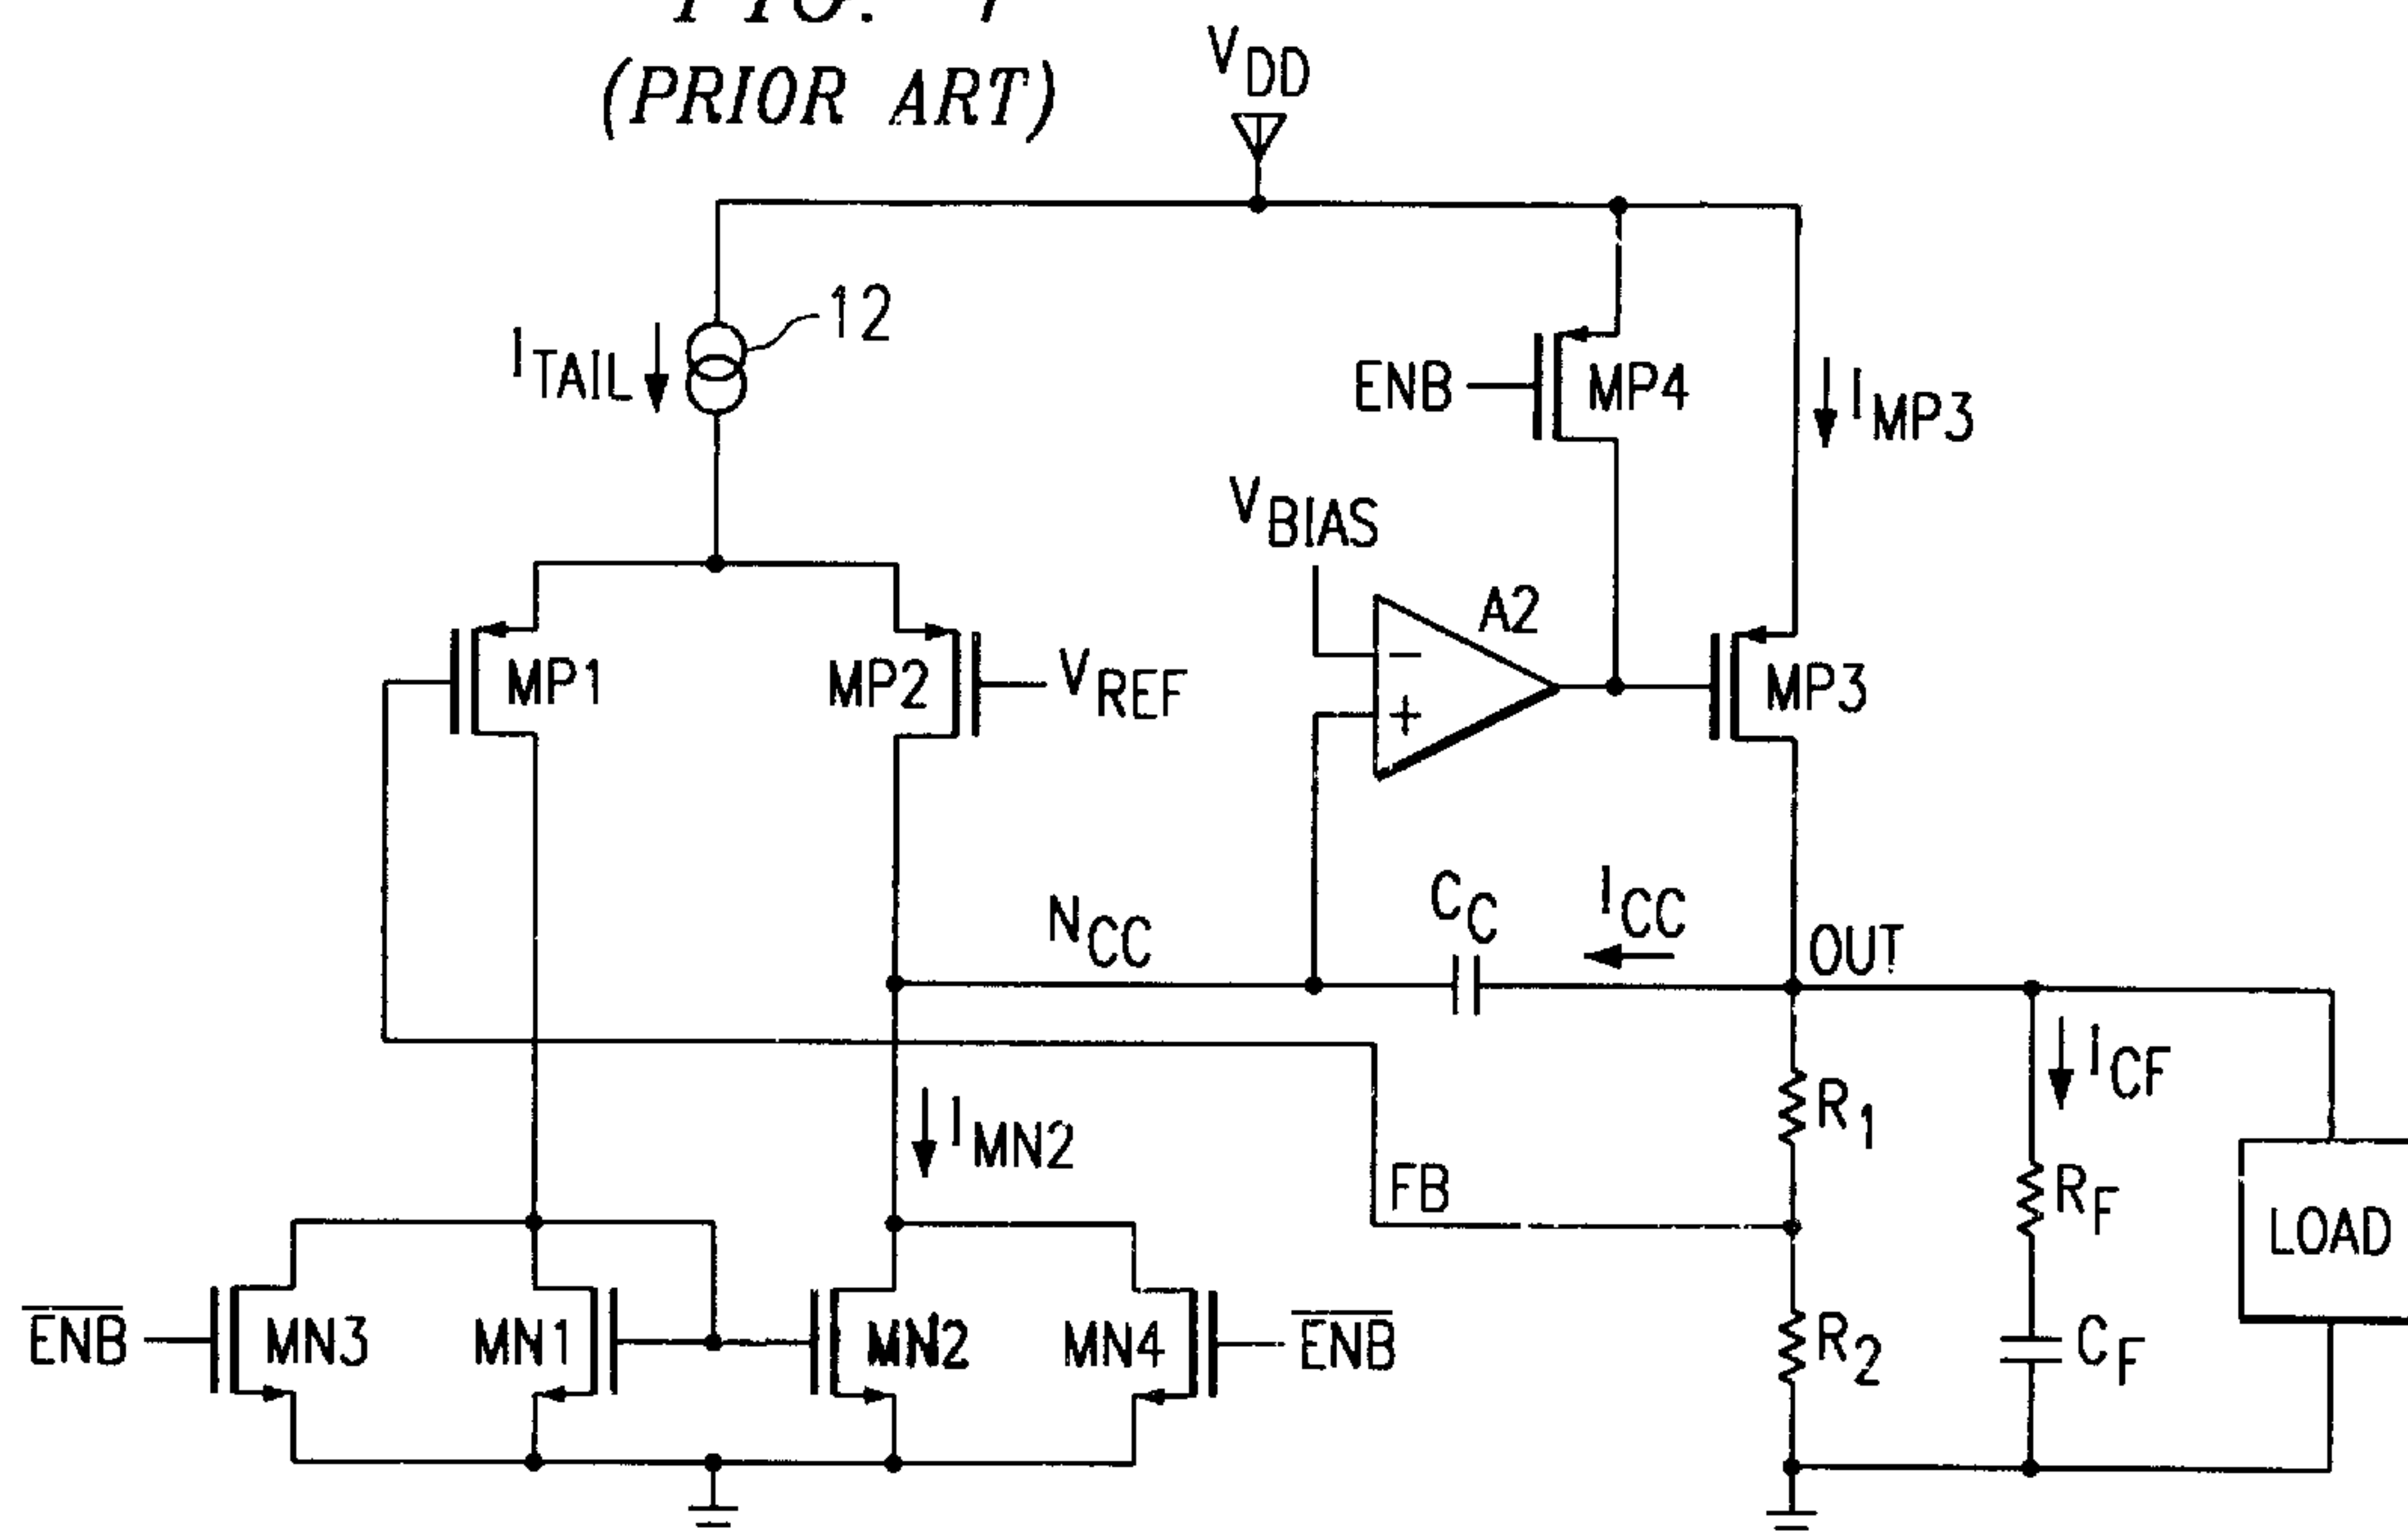 (PRIOR ART)
VDD
12
ITAIL
ENB
MP4
IMP3
VBIAS
A2
MP1
MP2
VREF
−
+
MP3
NCC
CC
ICC
OUT
ICF
R1
IMN2
FB
RF
LOAD
ENB
MN3
MN1
MN2
MN4
ENB
R2
CF